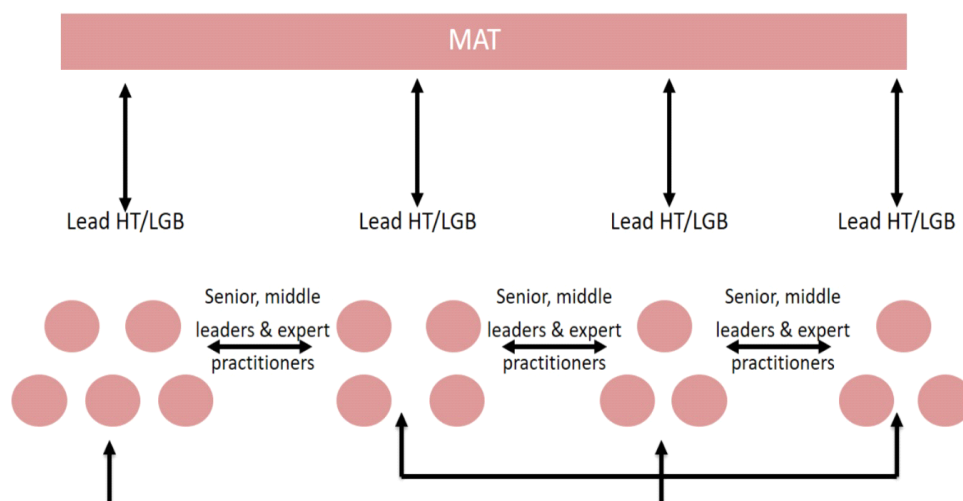 MAT
Lead HT/LGB
Lead HT/LGB
Lead HT/LGB
Lead HT/LGB
Senior, middle
leaders & expert
practitioners
Senior, middle
leaders & expert
practitioners
Senior, middle
leaders & expert
practitioners